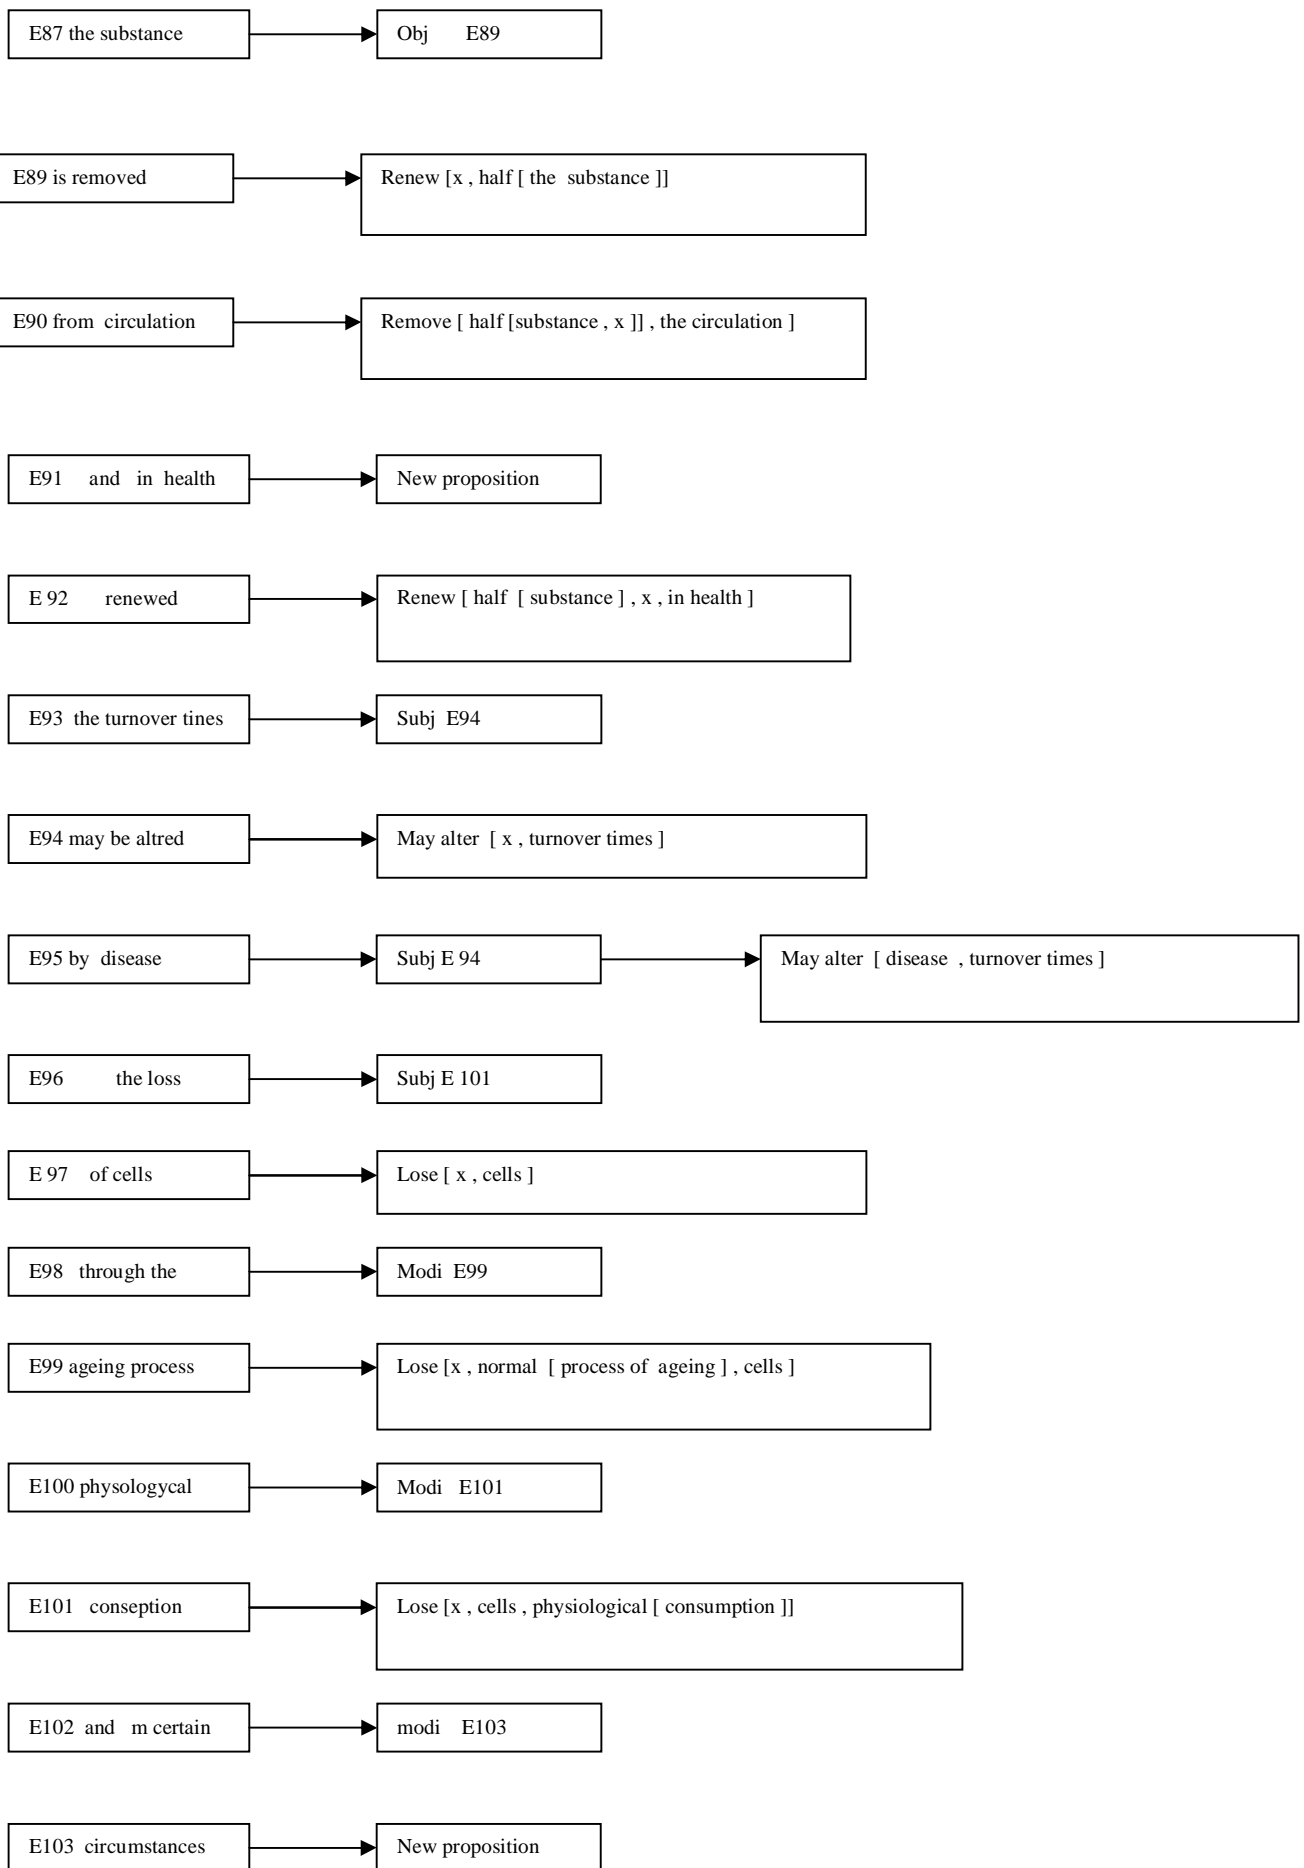 E87 the substance
Obj E89
E89 is removed
Renew [x , half [ the substance ]]
E90 from circulation
Remove [ half [substance , x ]] , the circulation ]
E91 and in health
New proposition
E 92 renewed
Renew [ half [ substance ] , x , in health ]
E93 the turnover tines
Subj E94
E94 may be altred
May alter [ x , turnover times ]
E95 by disease
Subj E 94
May alter [ disease , turnover times ]
E96 the loss
Subj E 101
E 97 of cells
Lose [ x , cells ]
E98 through the
Modi E99
E99 ageing process
Lose [x , normal [ process of ageing ] , cells ]
E100 physologycal
Modi E101
E101 conseption
Lose [x , cells , physiological [ consumption ]]
E102 and m certain
modi E103
E103 circumstances
New proposition